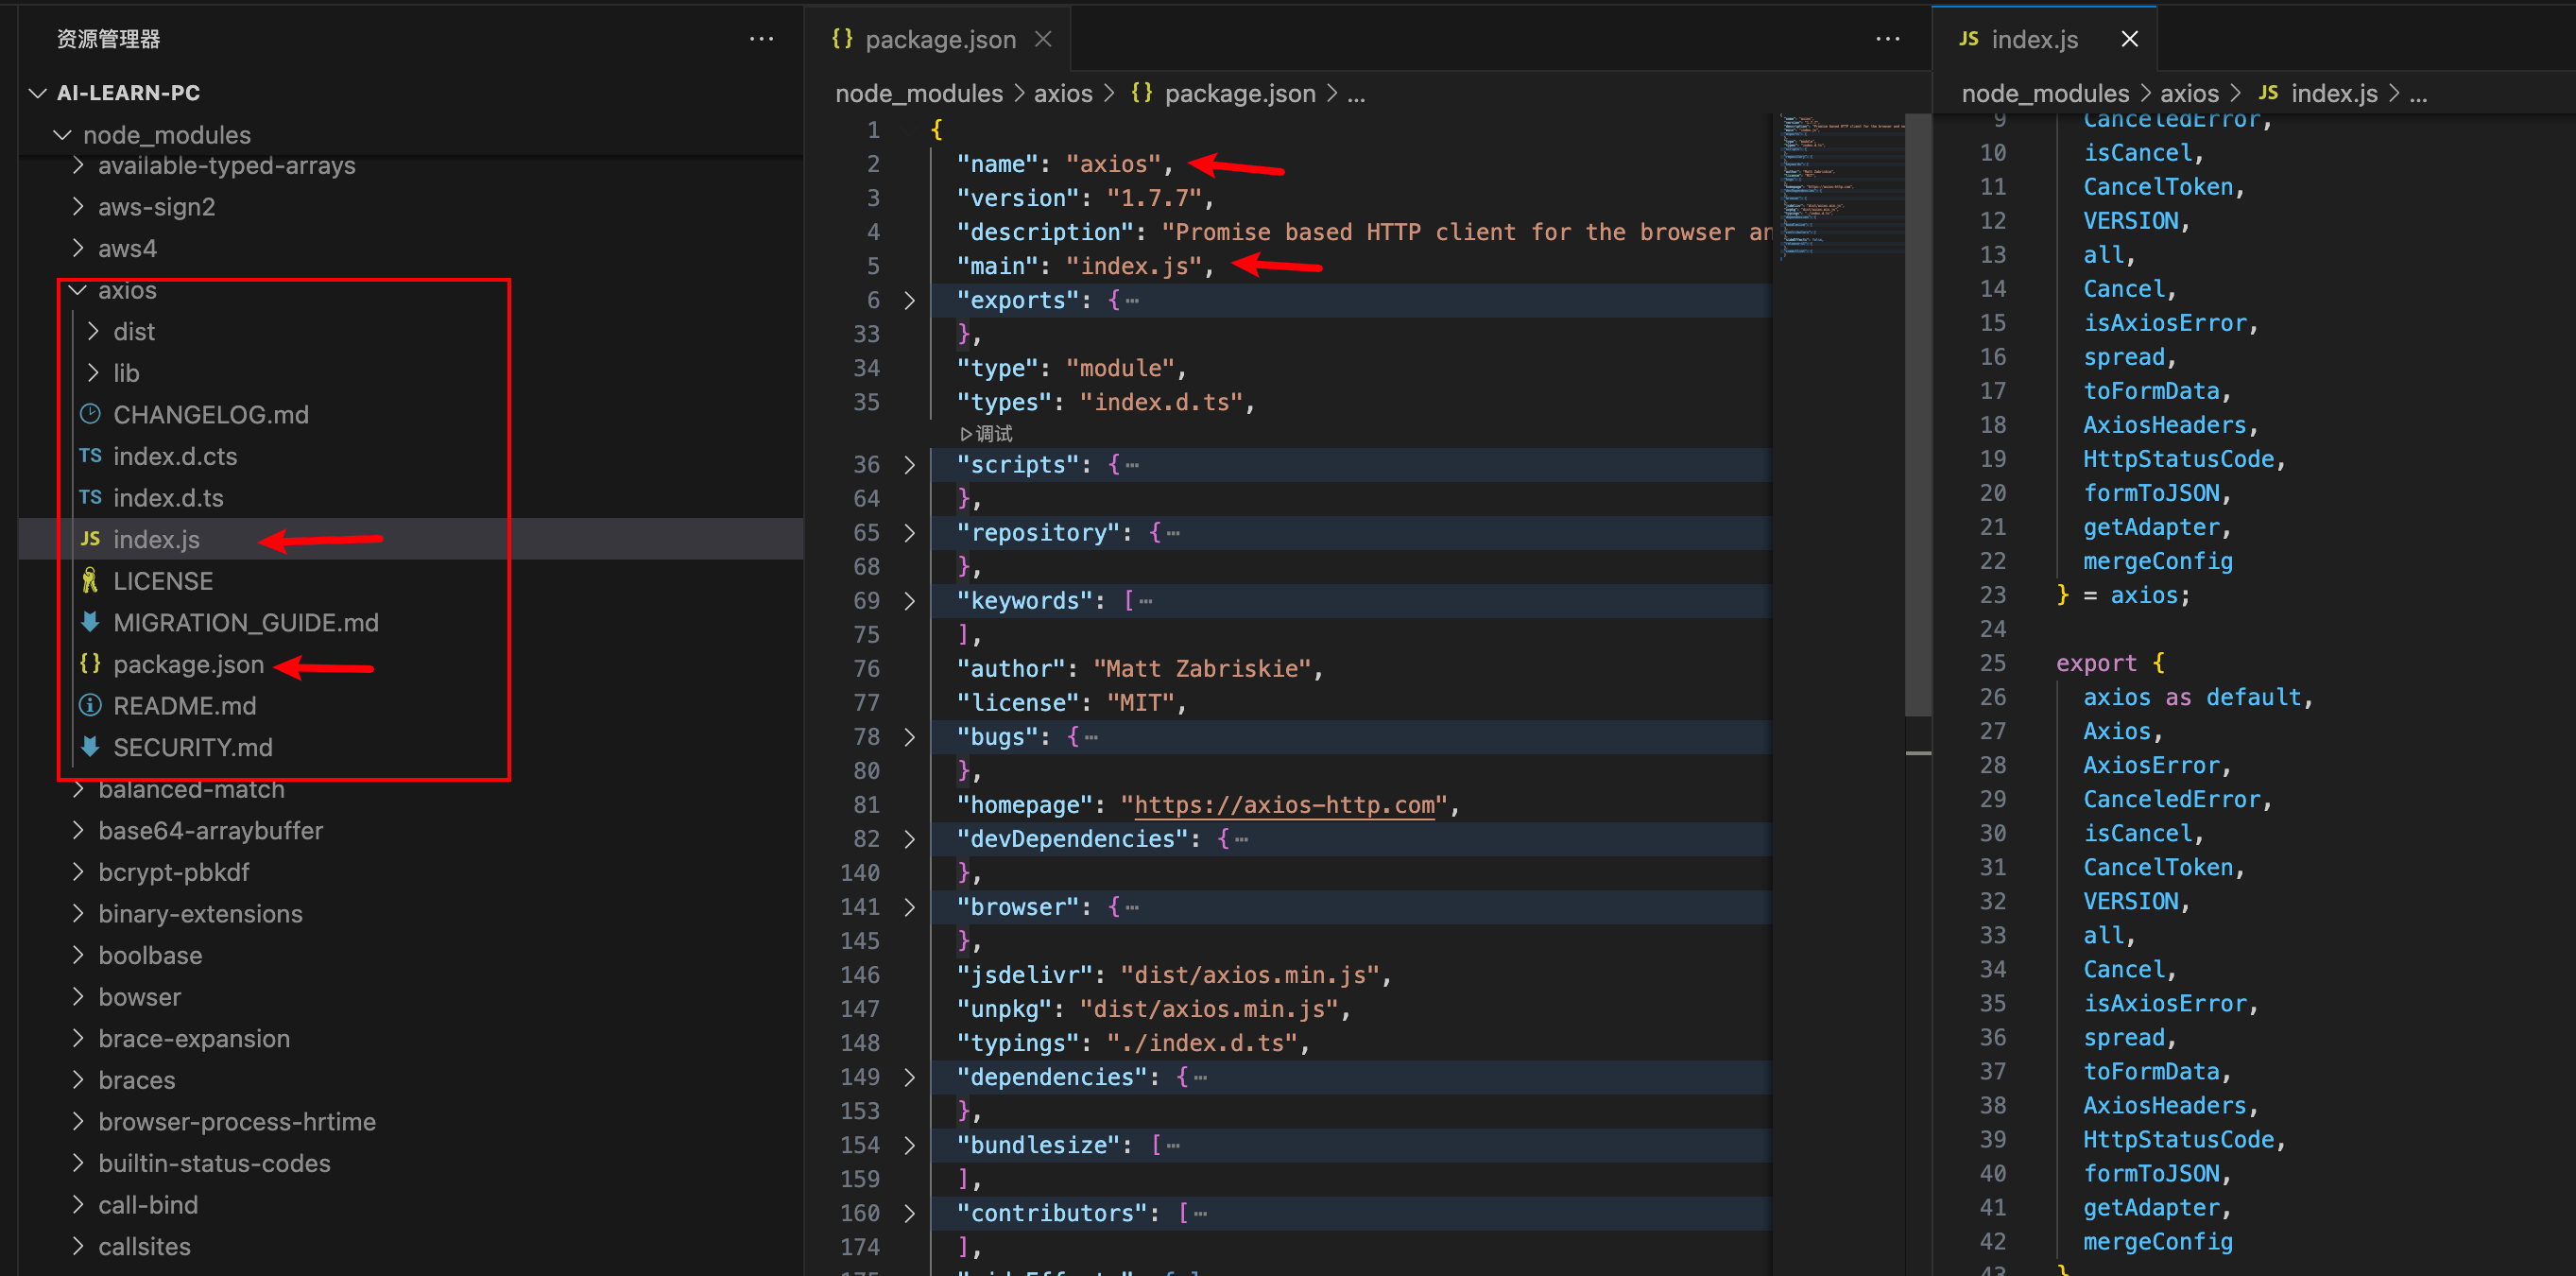 资源管理器
AI-LEARN-PC
node_modules
available-typed-arrays
aws-sign2
aws4
axios
dist
lib
CHANGELOG.md
TS index.d.cts
TS index.d.ts
JS index.js
LICENSE
MIGRATION_GUIDE.md
{} package.json
README.md
SECURITY.md
balanced-match
base64-arraybuffer
bcrypt-pbkdf
binary-extensions
boolbase
bowser
brace-expansion
braces
browser-process-hrtime
builtin-status-codes
call-bind
callsites
{} package.json
node_modules > axios > {} package.json > ...
1 {
2 "name": "axios",
3 "version": "1.7.7",
4 "description": "Promise based HTTP client for the browser an
5 "main": "index.js",
6 "exports": {…
33 },
34 "type": "module",
35 "types": "index.d.ts",
调试
36 "scripts": {…
64 },
65 "repository": {…
68 },
69 "keywords": […
75 ],
76 "author": "Matt Zabriskie",
77 "license": "MIT",
78 "bugs": {…
80 },
81 "homepage": "https://axios-http.com",
82 "devDependencies": {…
140 },
141 "browser": {…
145 },
146 "jsdelivr": "dist/axios.min.js",
147 "unpkg": "dist/axios.min.js",
148 "typings": "./index.d.ts",
149 "dependencies": {…
153 },
154 "bundlesize": […
159 ],
160 "contributors": […
174 ],
JS index.js
node_modules > axios > JS index.js > ...
9 CanceledError,
10 isCancel,
11 CancelToken,
12 VERSION,
13 all,
14 Cancel,
15 isAxiosError,
16 spread,
17 toFormData,
18 AxiosHeaders,
19 HttpStatusCode,
20 formToJSON,
21 getAdapter,
22 mergeConfig
23 } = axios;
24
25 export {
26 axios as default,
27 Axios,
28 AxiosError,
29 CanceledError,
30 isCancel,
31 CancelToken,
32 VERSION,
33 all,
34 Cancel,
35 isAxiosError,
36 spread,
37 toFormData,
38 AxiosHeaders,
39 HttpStatusCode,
40 formToJSON,
41 getAdapter,
42 mergeConfig
43 }